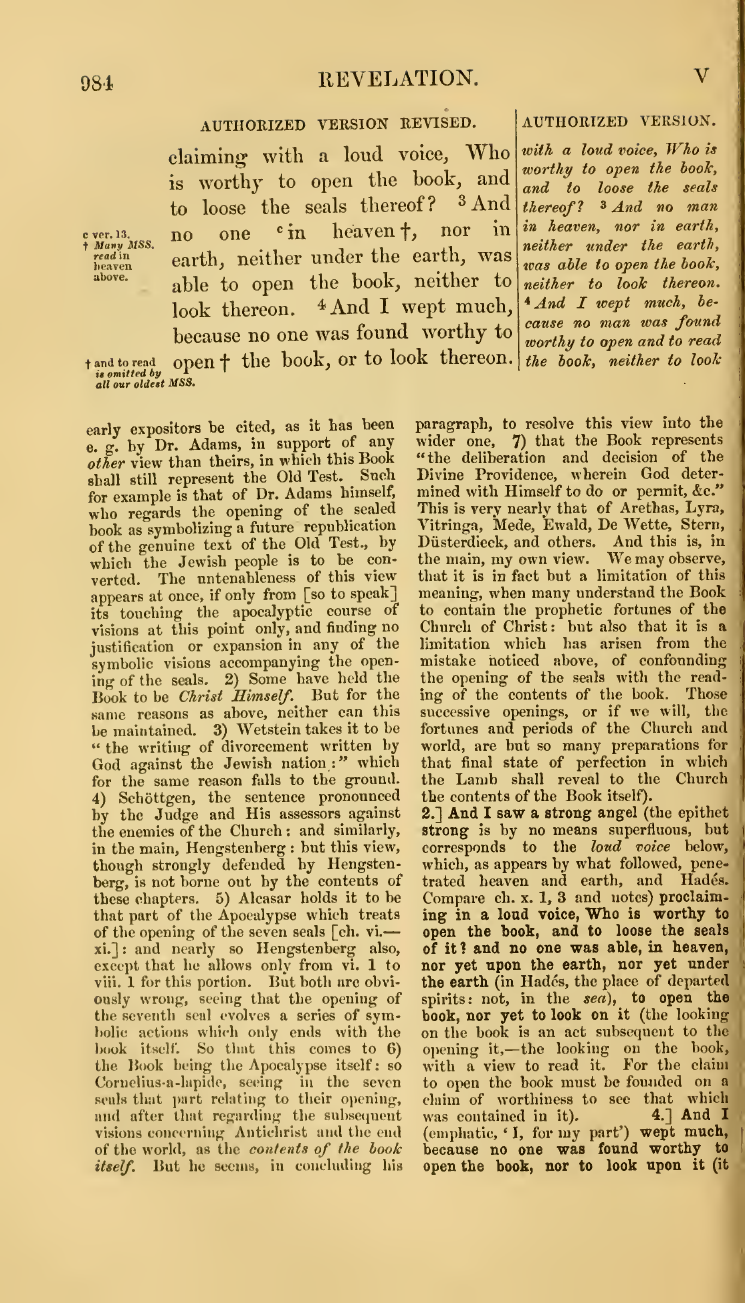 984
REVELATION.
V
AUTHORIZED VERSION REVISED.
claiming with a loud voice, Who
is worthy to open the book, and
to loose the seals thereof? 3 And
no one c in heaven †, nor in
earth, neither under the earth, was
able to open the book, neither to
look thereon. 4 And I wept much,
because no one was found worthy to
open † the book, or to look thereon.
c ver. 13.
† Many MSS.
read in
heaven
above.
† and to read
is omitted by
all our oldest MSS.
AUTHORIZED VERSION.
with a loud voice, Who is
worthy to open the book,
and to loose the seals
thereof? 3 And no man
in heaven, nor in earth,
neither under the earth,
was able to open the book,
neither to look thereon.
4 And I wept much, be-
cause no man was found
worthy to open and to read
the book, neither to look
early expositors be cited, as it has been
e. g. by Dr. Adams, in support of any
other view than theirs, in which this Book
shall still represent the Old Test. Such
for example is that of Dr. Adams himself,
who regards the opening of the sealed
book as symbolizing a future republication
of the genuine text of the Old Test., by
which the Jewish people is to be con-
verted. The untenableness of this view
appears at once, if only from [so to speak]
its touching the apocalyptic course of
visions at this point only, and finding no
justification or expansion in any of the
symbolic visions accompanying the open-
ing of the seals. 2) Some have held the
Book to be Christ Himself. But for the
same reasons as above, neither can this
be maintained. 3) Wetstein takes it to be
“ the writing of divorcement written by
God against the Jewish nation :” which
for the same reason falls to the ground.
4) Schöttgen, the sentence pronounced
by the Judge and His assessors against
the enemies of the Church : and similarly,
in the main, Hengstenberg : but this view,
though strongly defended by Hengsten-
berg, is not borne out by the contents of
these chapters. 5) Alcasar holds it to be
that part of the Apocalypse which treats
of the opening of the seven seals [ch. vi.—
xi.] : and nearly so Hengstenberg also,
except that he allows only from vi. 1 to
viii. 1 for this portion. But both are obvi-
ously wrong, seeing that the opening of
the seventh seal evolves a series of sym-
bolic actions which only ends with the
book itself. So that this comes to 6)
the Book being the Apocalypse itself : so
Cornelius-a-lapide, seeing in the seven
seals that part relating to their opening,
and after that regarding the subsequent
visions concerning Antichrist and the end
of the world, as the contents of the book
itself. But he seems, in concluding his
paragraph, to resolve this view into the
wider one, 7) that the Book represents
“the deliberation and decision of the
Divine Providence, wherein God deter-
mined with Himself to do or permit, &c.”
This is very nearly that of Arethas, Lyra,
Vitringa, Mede, Ewald, De Wette, Stern,
Düsterdieck, and others. And this is, in
the main, my own view. We may observe,
that it is in fact but a limitation of this
meaning, when many understand the Book
to contain the prophetic fortunes of the
Church of Christ : but also that it is a
limitation which has arisen from the
mistake noticed above, of confounding
the opening of the seals with the read-
ing of the contents of the book. Those
successive openings, or if we will, the
fortunes and periods of the Church and
world, are but so many preparations for
that final state of perfection in which
the Lamb shall reveal to the Church
the contents of the Book itself).
2.] And I saw a strong angel (the epithet
strong is by no means superfluous, but
corresponds to the loud voice below,
which, as appears by what followed, pene-
trated heaven and earth, and Hadés.
Compare ch. x. 1, 3 and notes) proclaim-
ing in a loud voice, Who is worthy to
open the book, and to loose the seals
of it? and no one was able, in heaven,
nor yet upon the earth, nor yet under
the earth (in Hadés, the place of departed
spirits : not, in the sea), to open the
book, nor yet to look on it (the looking
on the book is an act subsequent to the
opening it,—the looking on the book,
with a view to read it. For the claim
to open the book must be founded on a
claim of worthiness to see that which
was contained in it). 4.] And I
(emphatic, ‘ I, for my part’) wept much,
because no one was found worthy to
open the book, nor to look upon it (it